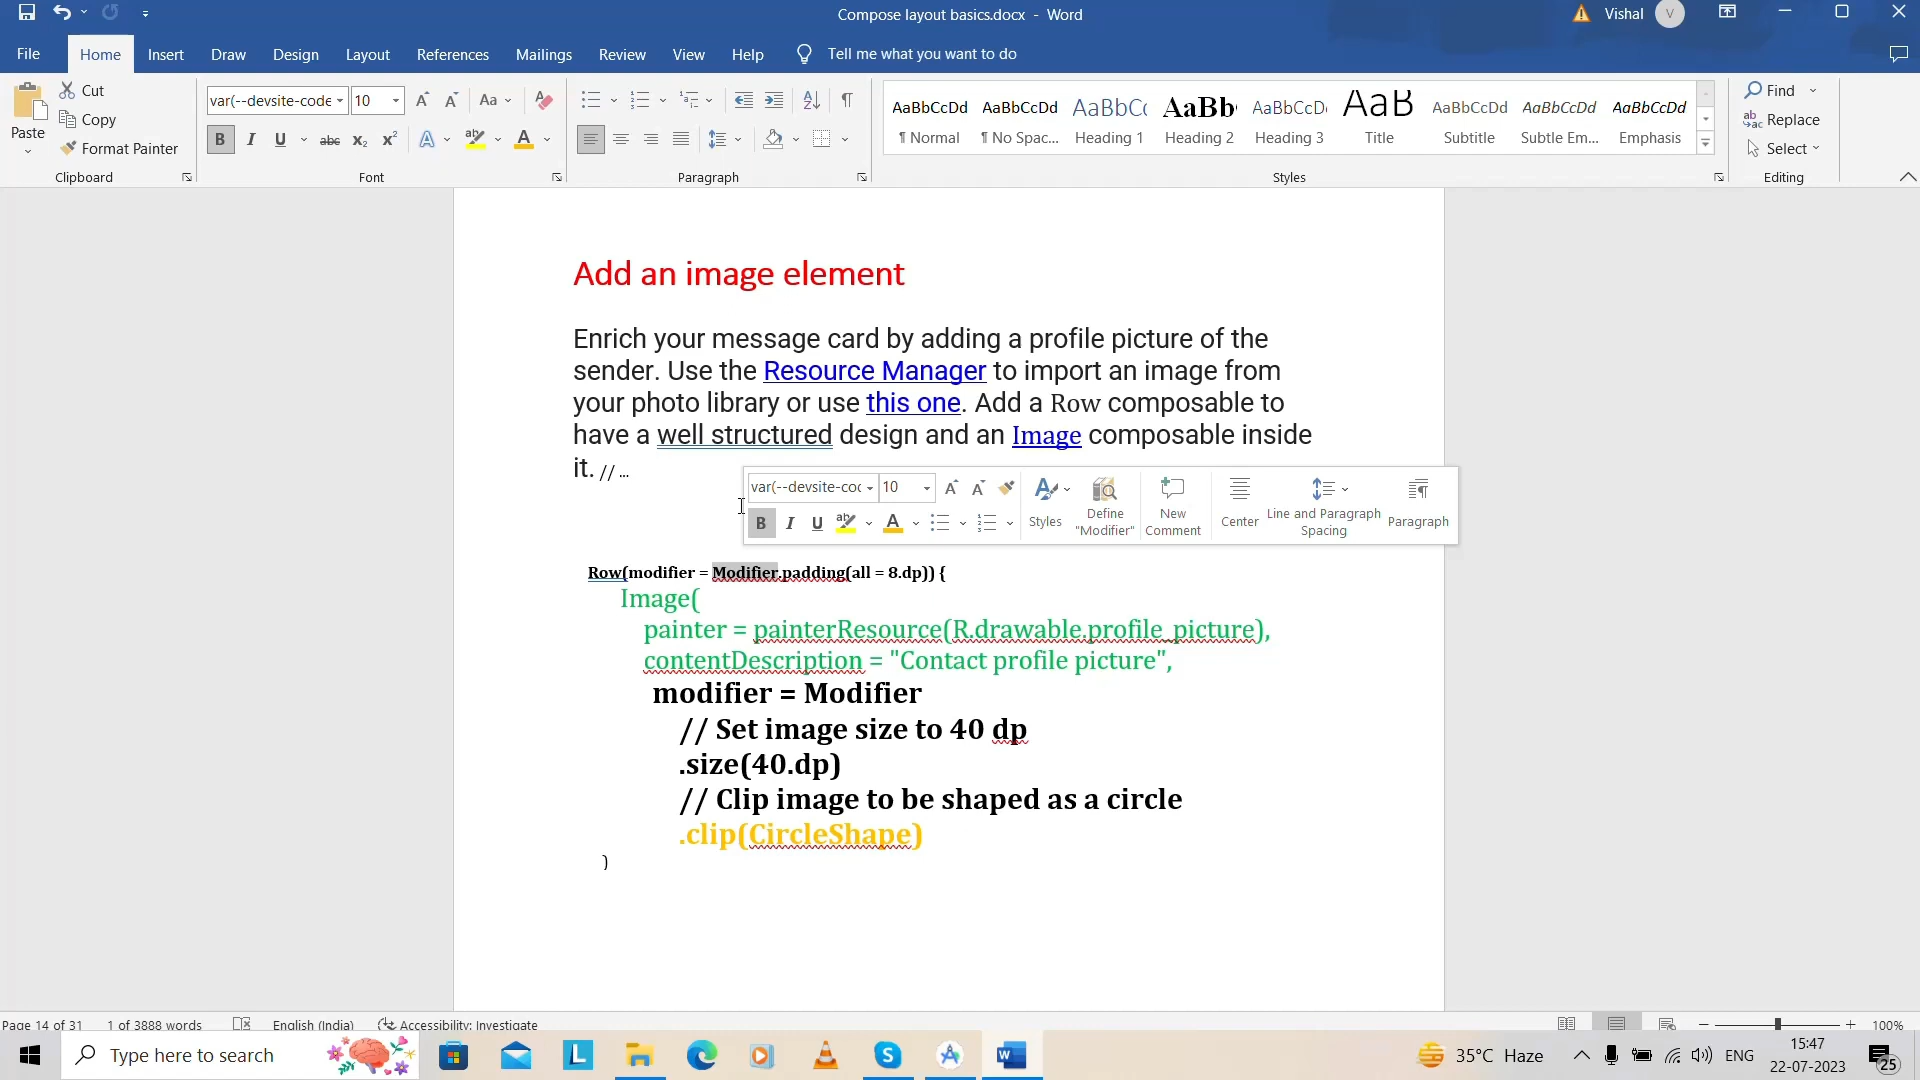 Compose layout basics.docx - Word
Vishal
V
File Home Insert Draw Design Layout References Mailings Review View Help Tell me what you want to do
Paste
Cut
Copy
Format Painter
Clipboard
var(--devsite-code 10
Aa
B I U abc x₂ x² A ab A
Font
Paragraph
AaBbCcDd AaBbCcDd AaBbC AaBb AaBbCcD AaB AaBbCcDd AaBbCcDd AaBbCcDd
¶ Normal ¶ No Spac... Heading 1 Heading 2 Heading 3 Title Subtitle Subtle Em... Emphasis
Styles
Find
Replace
Select
Editing
Add an image element
Enrich your message card by adding a profile picture of the
sender. Use the Resource Manager to import an image from
your photo library or use this one. Add a Row composable to
have a well structured design and an Image composable inside
it. // ...
var(--devsite-coc 10
B I U ab A
Styles
Define
"Modifier"
New
Comment
Center
Line and Paragraph
Spacing
Paragraph
Row(modifier = Modifier.padding(all = 8.dp)) {
Image(
painter = painterResource(R.drawable.profile_picture),
contentDescription = "Contact profile picture",
modifier = Modifier
// Set image size to 40 dp
.size(40.dp)
// Clip image to be shaped as a circle
.clip(CircleShape)
)
Page 14 of 31 1 of 3888 words English (India) Accessibility: Investigate 100%
Type here to search
L
S
W
35°C Haze
ENG
15:47
22-07-2023
25